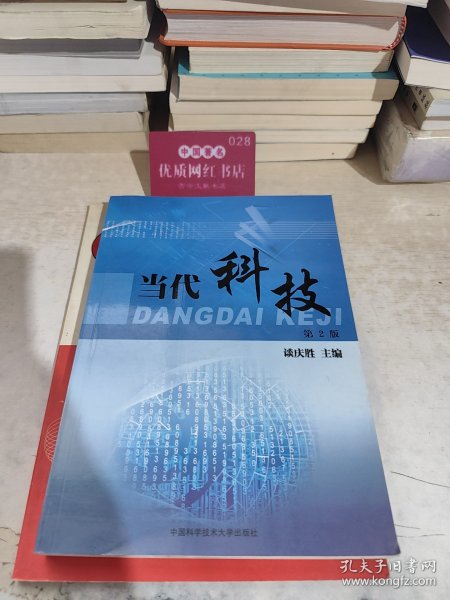 028
中国著名
优质网红书店
当代科技
DANGDAI KEJI
第2版
谈庆胜 主编
中国科学技术大学出版社
孔夫子旧书网
www.kongfz.com